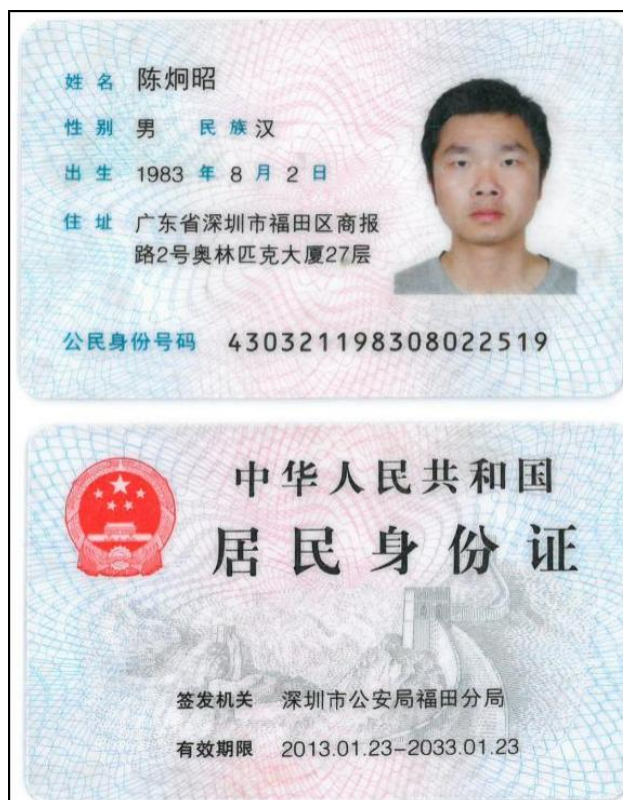 姓名 陈炯昭
性别 男 民族 汉
出生 1983 年 8 月 2 日
住址 广东省深圳市福田区商报
路2号奥林匹克大厦27层
公民身份号码 430321198308022519
中华人民共和国
居民身份证
签发机关 深圳市公安局福田分局
有效期限 2013.01.23-2033.01.23